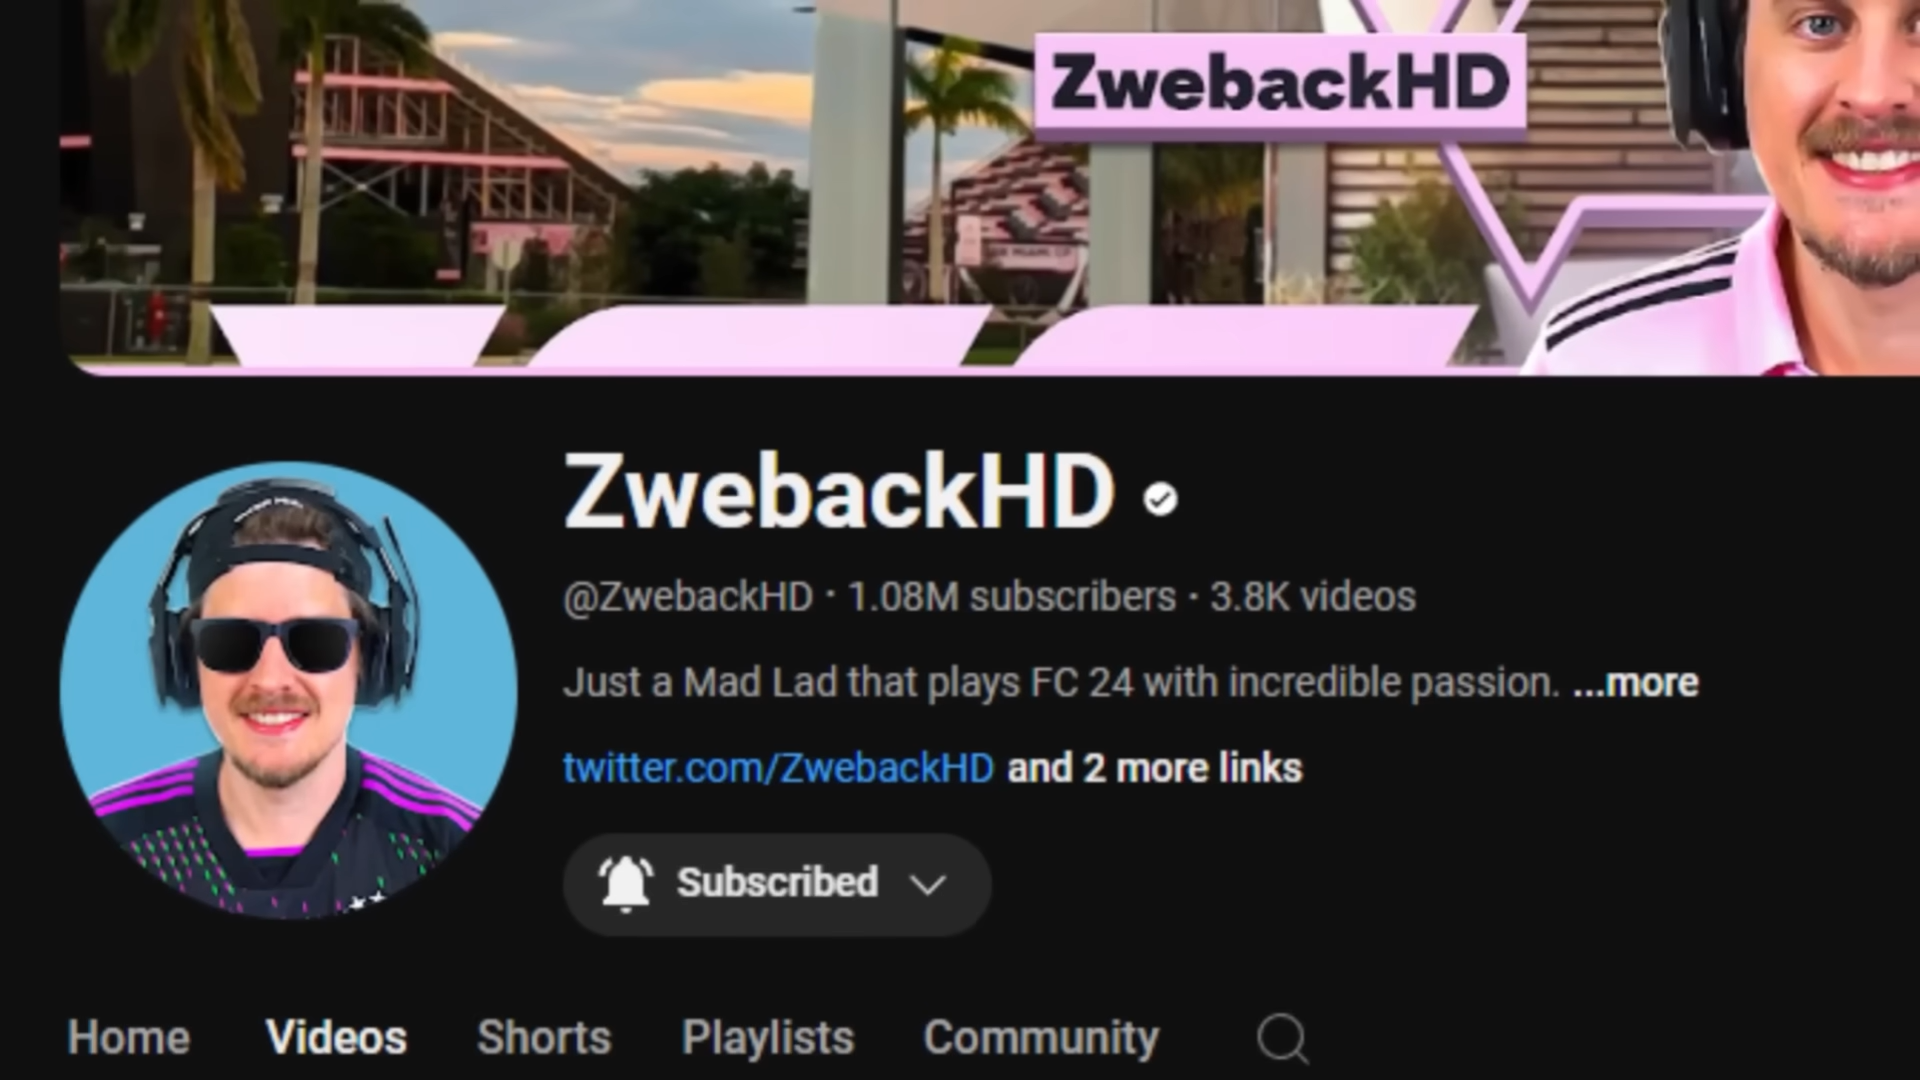 ZwebackHD
ZwebackHD
@ZwebackHD · 1.08M subscribers · 3.8K videos
Just a Mad Lad that plays FC 24 with incredible passion. ...more
twitter.com/ZwebackHD and 2 more links
Subscribed
Home Videos Shorts Playlists Community